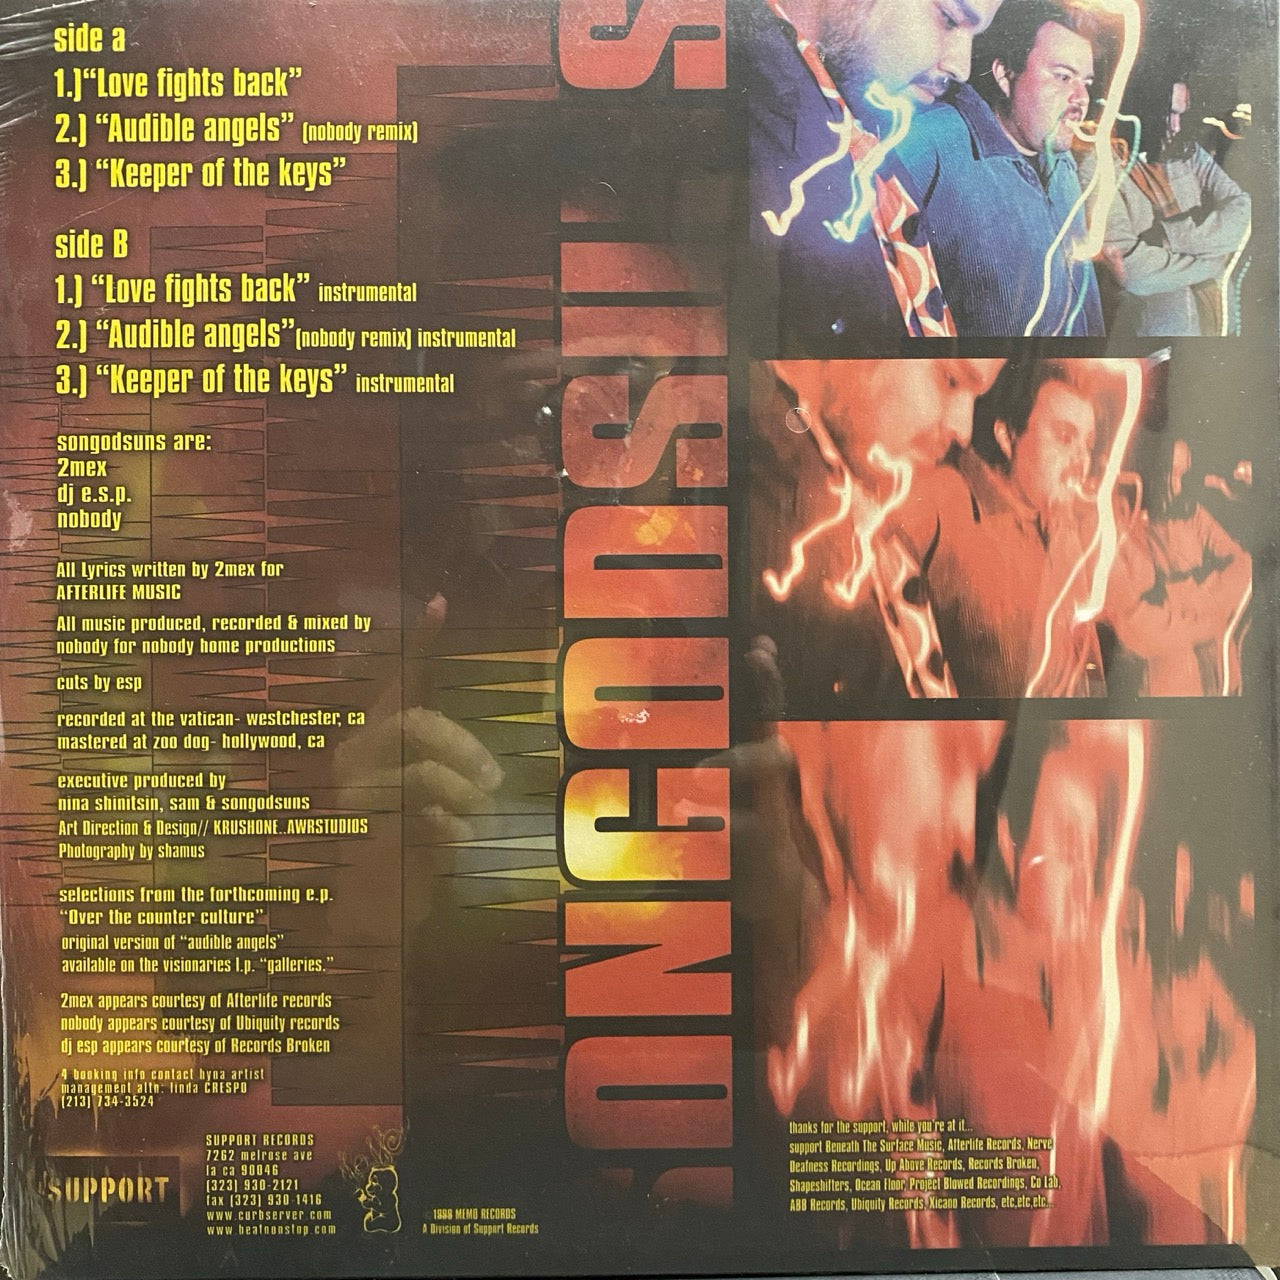 side a
1.)“Love fights back”
2.) “Audible angels” (nobody remix)
3.) “Keeper of the keys”
side B
1.) “Love fights back” instrumental
2.) “Audible angels”(nobody remix) instrumental
3.) “Keeper of the keys” instrumental
songodsuns are:
2mex
dj e.s.p.
nobody
All Lyrics written by 2mex for
AFTERLIFE MUSIC
All music produced, recorded & mixed by
nobody for nobody home productions
cuts by esp
recorded at the vatican- westchester, ca
mastered at zoo dog- hollywood, ca
executive produced by
nina shinitsin, sam & songodsuns
Art Direction & Design// KRUSHONE..AWRSTUDIOS
Photography by shamus
selections from the forthcoming e.p.
“Over the counter culture”
original version of “audible angels”
available on the visionaries l.p. “galleries.”
2mex appears courtesy of Afterlife records
nobody appears courtesy of Ubiquity records
dj esp appears courtesy of Records Broken
4 booking info contact hyna artist
management attn: linda CRESPO
(213) 734-3524
SUPPORT
SUPPORT RECORDS
7262 melrose ave
la ca 90046
(323) 930-2121
fax (323) 930-1416
www.curbserver.com
www.beatnonstop.com
1998 MEMO RECORDS
A Division of Support Records
SONGODSUNS
thanks for the support, while you're at it...
support Beneath The Surface Music, Afterlife Records, Nerve
Deafness Recordings, Up Above Records, Records Broken,
Shapeshifters, Ocean Floor, Project Blowed Recordings, Co Lab,
ABB Records, Ubiquity Records, Xicano Records, etc,etc,etc...